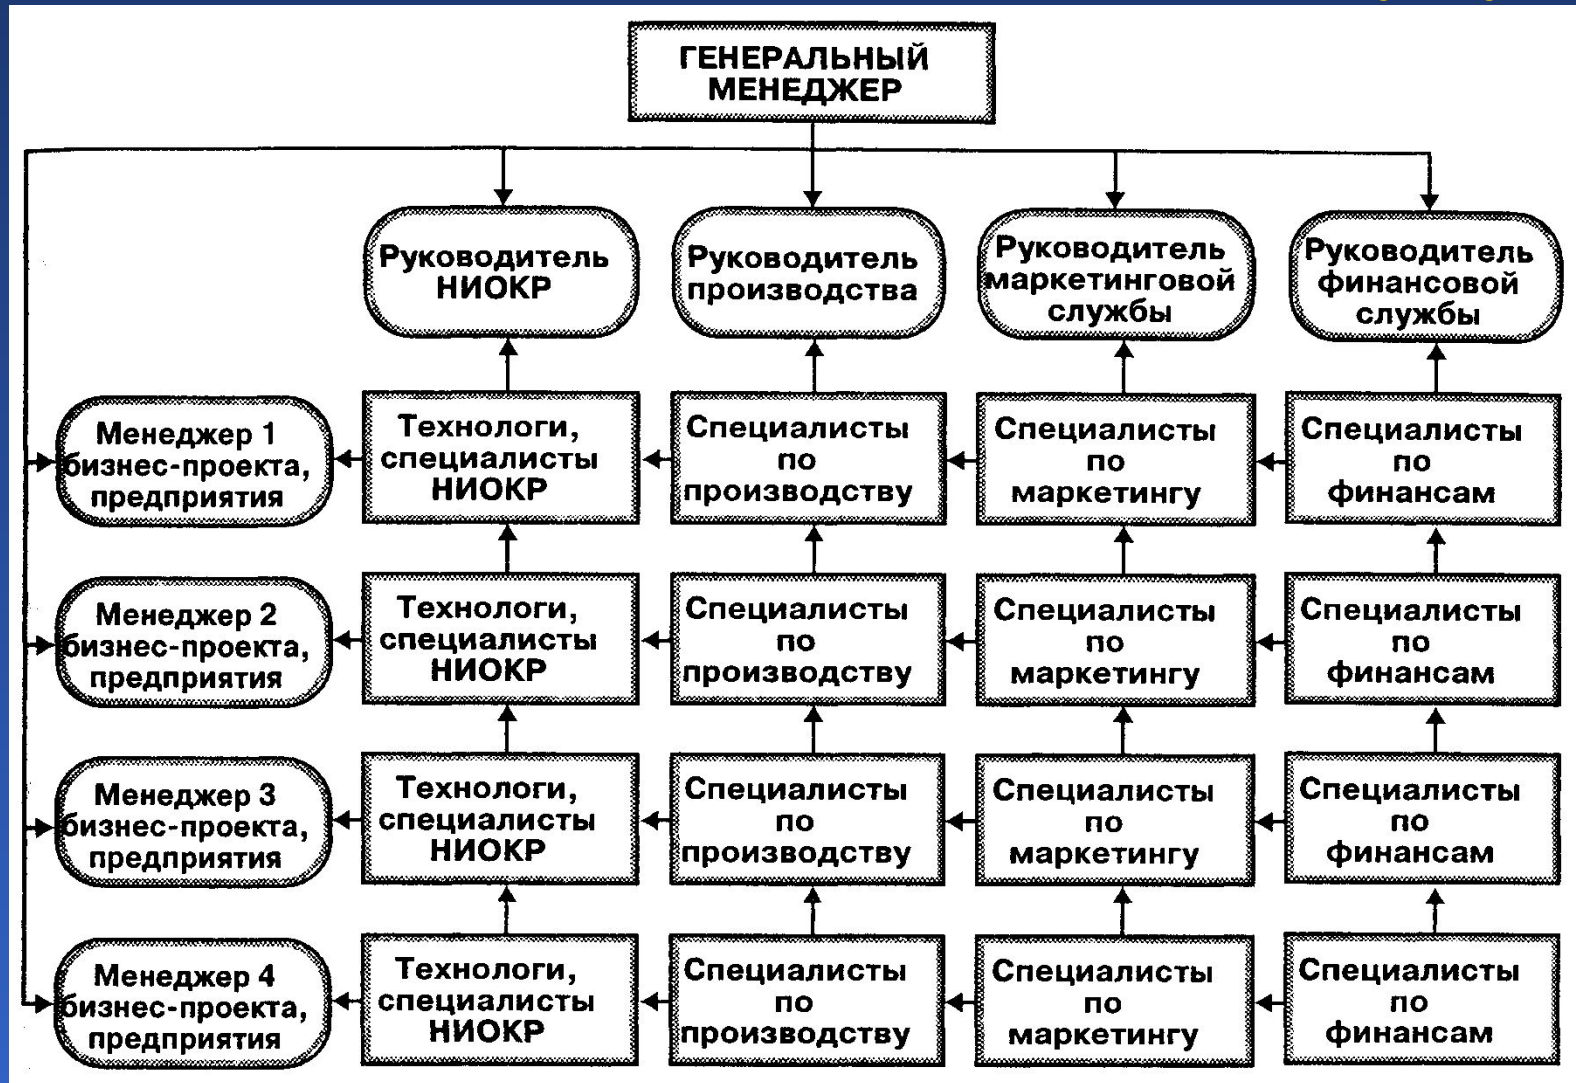 ГЕНЕРАЛЬНЫЙ
МЕНЕДЖЕР
Руководитель
НИОКР
Руководитель
производства
Руководитель
маркетинговой
службы
Руководитель
финансовой
службы
Менеджер 1
бизнес-проекта,
предприятия
Технологи,
специалисты
НИОКР
Специалисты
по
производству
Специалисты
по
маркетингу
Специалисты
по
финансам
Менеджер 2
бизнес-проекта,
предприятия
Технологи,
специалисты
НИОКР
Специалисты
по
производству
Специалисты
по
маркетингу
Специалисты
по
финансам
Менеджер 3
бизнес-проекта,
предприятия
Технологи,
специалисты
НИОКР
Специалисты
по
производству
Специалисты
по
маркетингу
Специалисты
по
финансам
Менеджер 4
бизнес-проекта,
предприятия
Технологи,
специалисты
НИОКР
Специалисты
по
производству
Специалисты
по
маркетингу
Специалисты
по
финансам